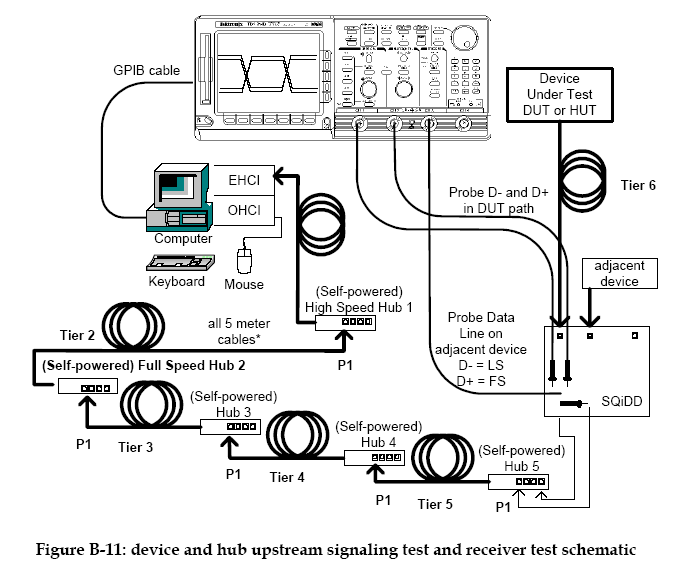 Tektronix
GPIB cable
Device
Under Test
DUT or HUT
EHCI
OHCI
Probe D- and D+
in DUT path
Tier 6
Computer
Keyboard
Mouse
adjacent
device
(Self-powered)
High Speed Hub 1
Tier 2
all 5 meter
cables*
Probe Data
Line on
adjacent device
D- = LS
D+ = FS
(Self-powered) Full Speed Hub 2
P1
SQiDD
(Self-powered)
Hub 3
P1
Tier 3
(Self-powered)
Hub 4
P1
Tier 4
(Self-powered)
Hub 5
P1
Tier 5
P1
Figure B-11: device and hub upstream signaling test and receiver test schematic